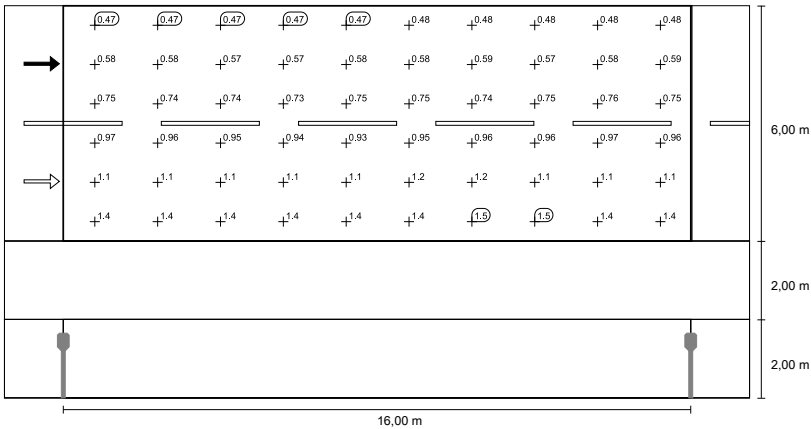 0.47 0.47 0.47 0.47 0.47 0.48 0.48 0.48 0.48 0.48
0.58 0.58 0.57 0.57 0.58 0.58 0.59 0.57 0.58 0.59
0.75 0.74 0.74 0.73 0.75 0.75 0.74 0.75 0.76 0.75
6,00 m
0.97 0.96 0.95 0.94 0.93 0.95 0.96 0.96 0.97 0.96
1.1 1.1 1.1 1.1 1.1 1.2 1.2 1.1 1.1 1.1
1.4 1.4 1.4 1.4 1.4 1.4 1.5 1.5 1.4 1.4
2,00 m
2,00 m
16,00 m